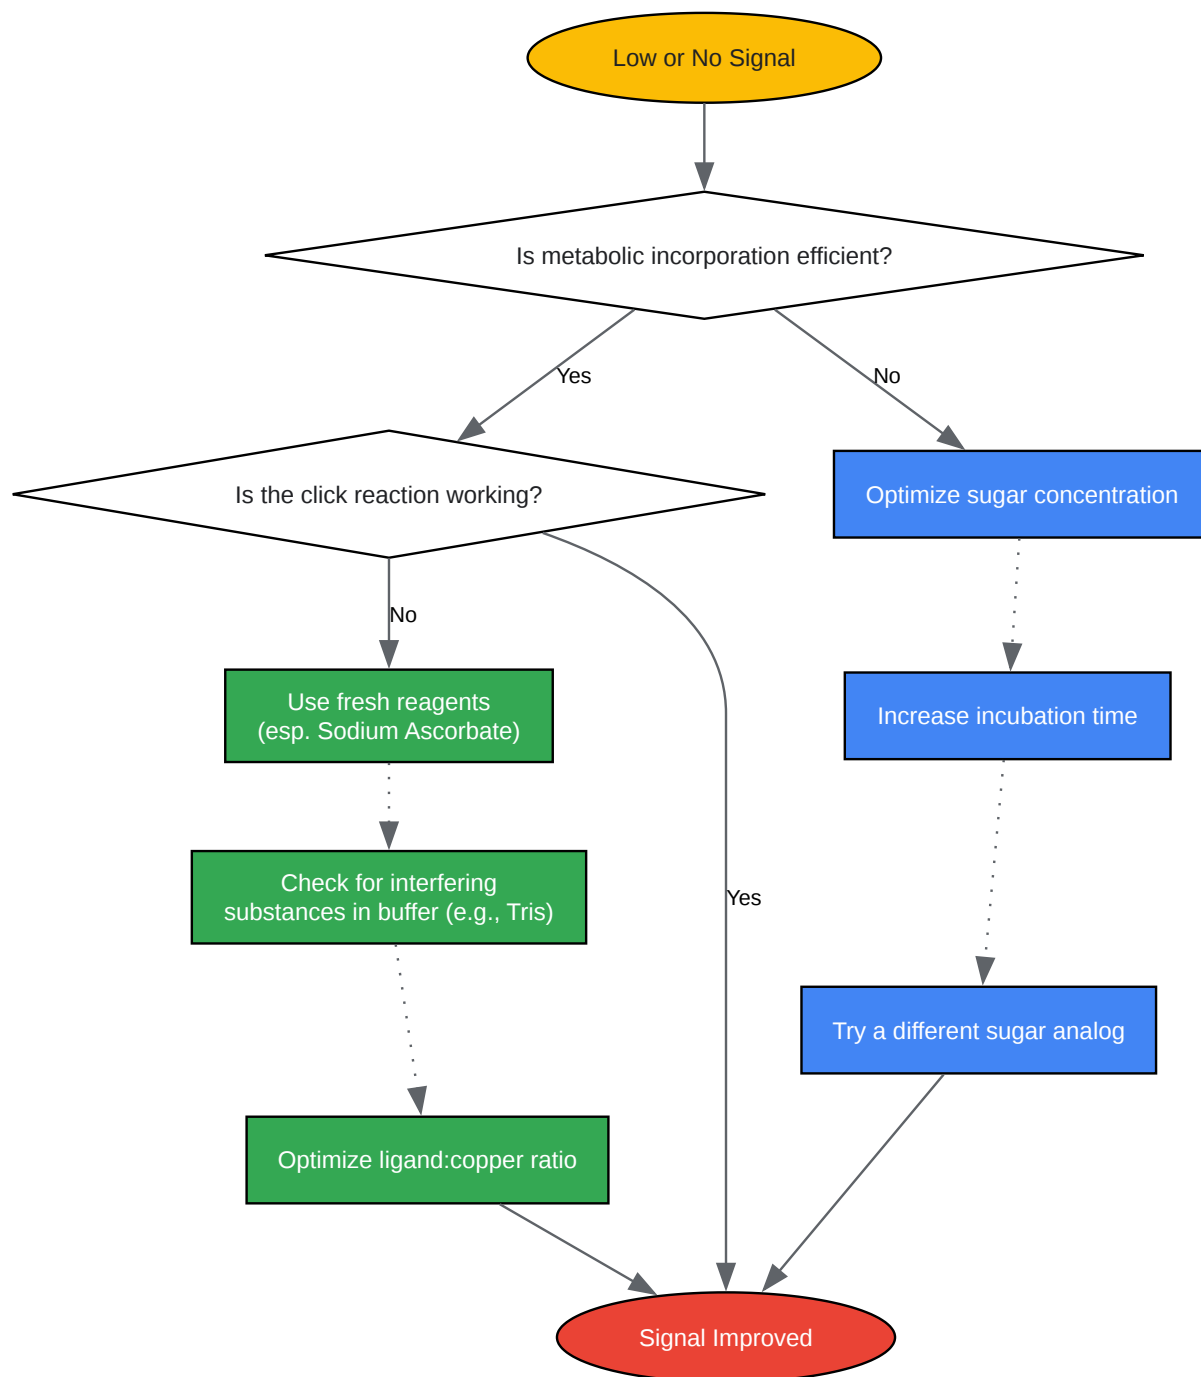 Low or No Signal
Is metabolic incorporation efficient?
Yes
No
Is the click reaction working?
Optimize sugar concentration
No
Use fresh reagents
(esp. Sodium Ascorbate)
Increase incubation time
Check for interfering
substances in buffer (e.g., Tris)
Yes
Try a different sugar analog
Optimize ligand:copper ratio
Signal Improved